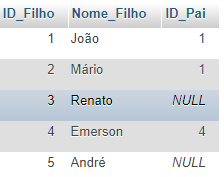 ID_Filho Nome_Filho ID_Pai
1 João 1
2 Mário 1
3 Renato NULL
4 Emerson 4
5 André NULL